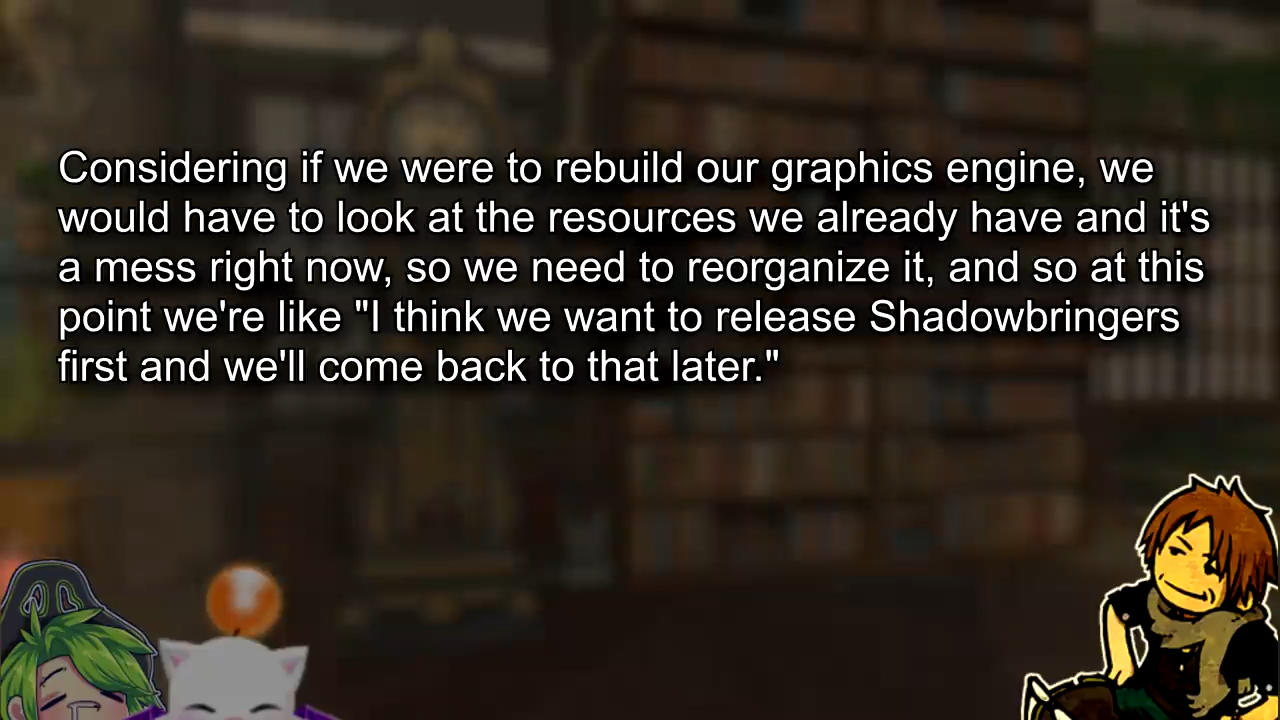 Considering if we were to rebuild our graphics engine, we
would have to look at the resources we already have and it's
a mess right now, so we need to reorganize it, and so at this
point we're like "I think we want to release Shadowbringers
first and we'll come back to that later."